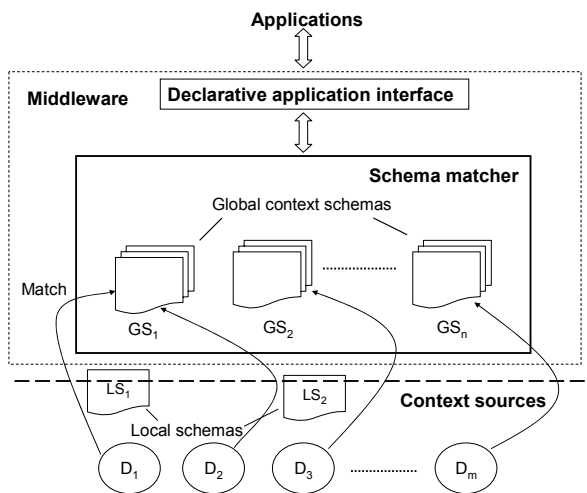 Applications
Middleware
Declarative application interface
Schema matcher
Global context schemas
Match
GS1
GS2
GSn
LS1
LS2
Context sources
Local schemas
D1
D2
D3
Dm